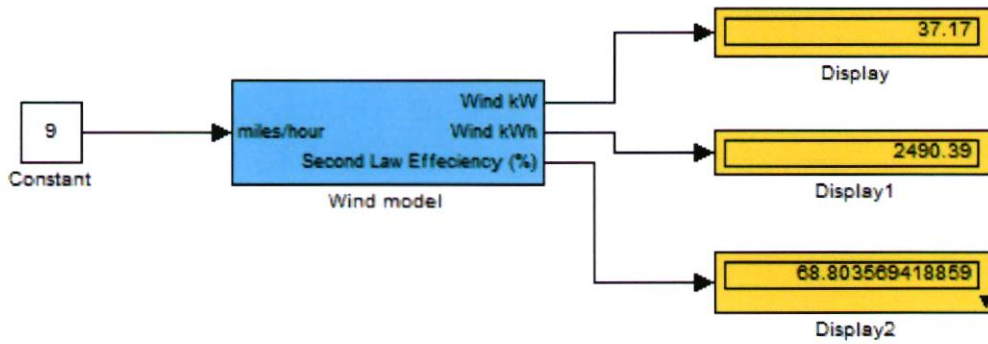 37.17
Display
Wind kW
9
miles/hour
Wind kWh
2490.39
Second Law Effeciency (%)
Constant
Wind model
Display1
68.803569418859
Display2